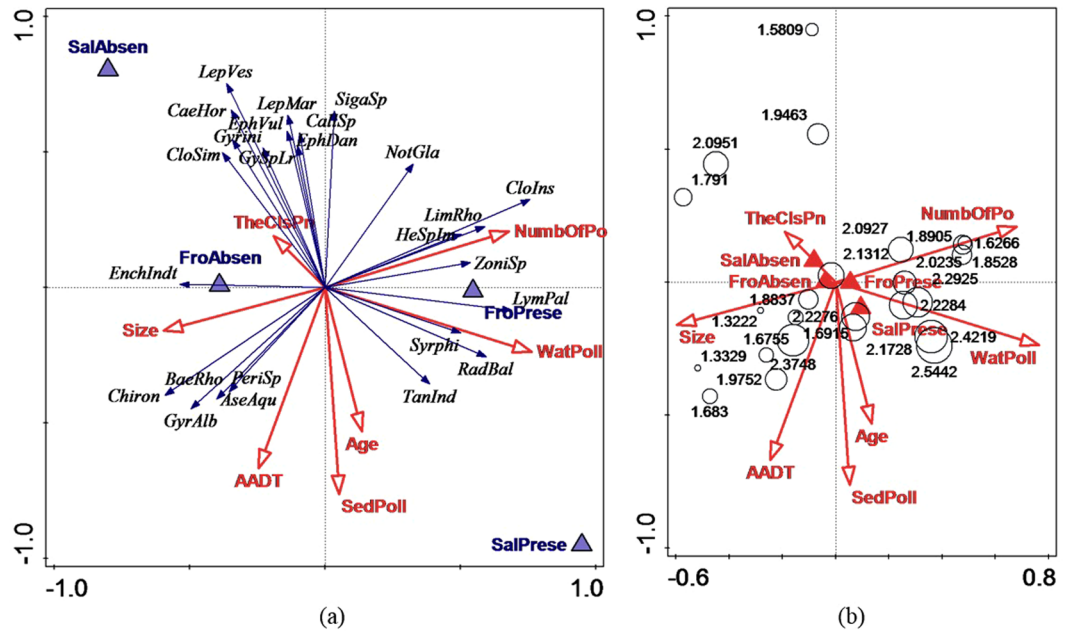 1.0
SalAbsen
LepVes
CaeHor
LepMar
SigaSp
EphVul
CallSp
Gyrini
EphDan
CloSim
GySpLr
NotGla
CloIns
LimRho
TheClsPn
HeSpIm
NumbOfPo
FroAbsen
ZoniSp
EnchIndt
LymPal
FroPrese
Size
Syrphi
WatPoll
RadBal
BaeRho
PeriSp
Chiron
AseAqu
TanInd
GyrAlb
Age
AADT
SedPoll
SalPrese
-1.0
-1.0
1.0
(a)
1.0
1.5809
1.9463
2.0951
1.791
TheClsPn
NumbOfPo
2.0927
1.8905
1.6266
SalAbsen
2.1312
2.0235
1.8528
FroAbsen
FroPrese
2.2925
1.8837
2.2284
1.3222
2.2276
SalPrese
Size
1.6755
1.6915
2.4219
WatPoll
1.3329
2.3748
2.1728
1.9752
2.5442
1.683
Age
AADT
SedPoll
-1.0
-0.6
0.8
(b)